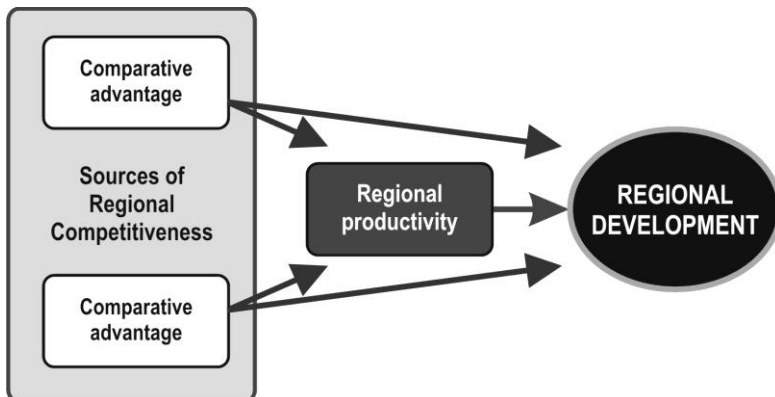 Comparative
advantage
Sources of
Regional
Competitiveness
Comparative
advantage
Regional
productivity
REGIONAL
DEVELOPMENT